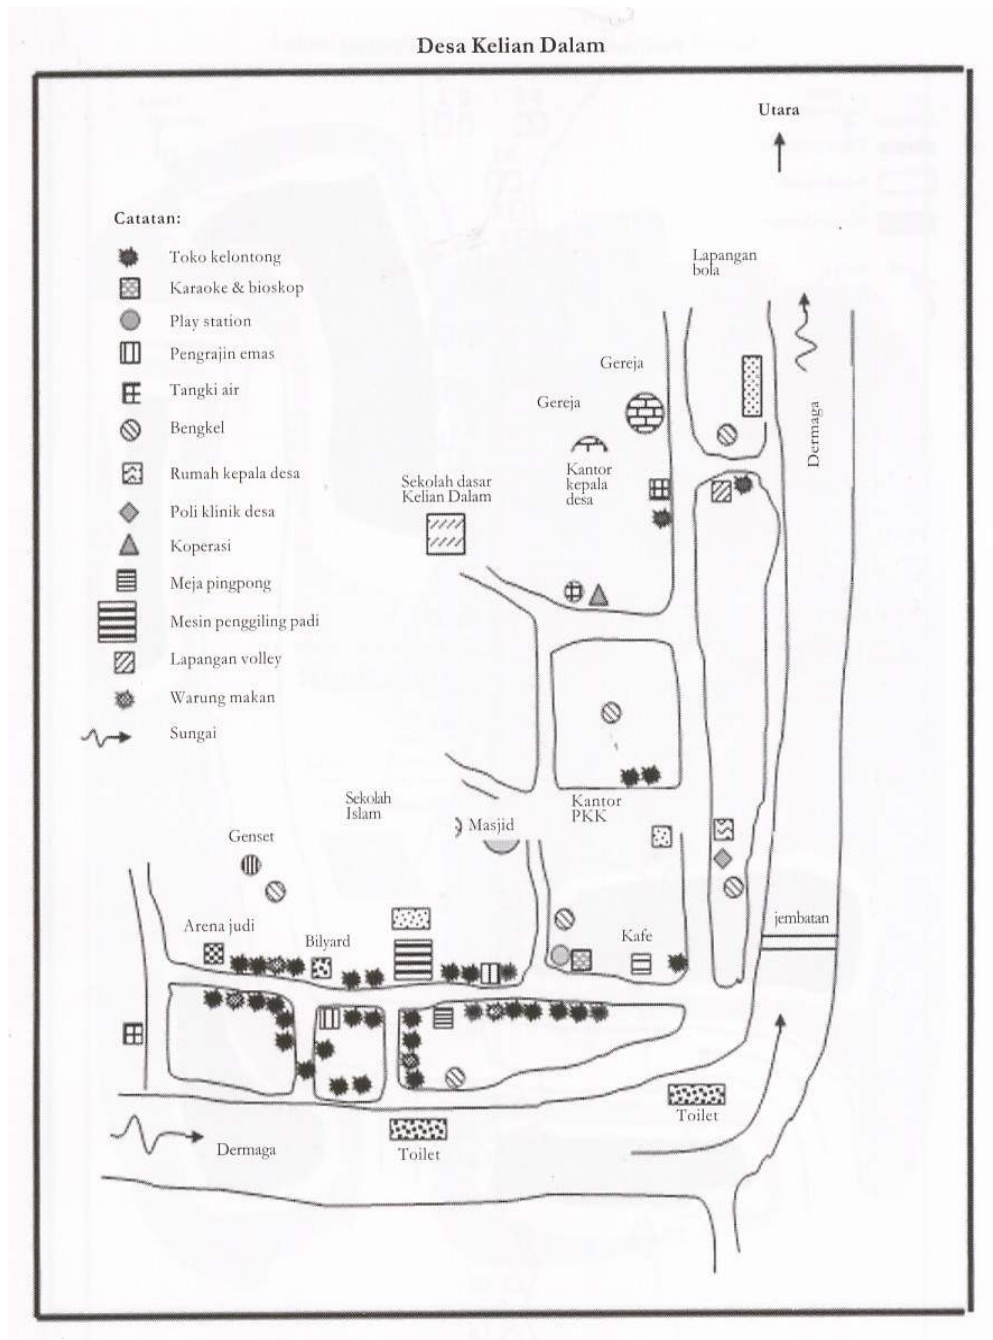 Desa Kelian Dalam
Utara
Catatan:
Toko kelontong
Karaoke & bioskop
Play station
Pengrajin emas
Tangki air
Bengkel
Rumah kepala desa
Poli klinik desa
Koperasi
Meja pingpong
Mesin penggiling padi
Lapangan volley
Warung makan
Sungai
Lapangan
bola
Gereja
Gereja
Dermaga
Kantor
kepala
desa
Sekolah dasar
Kelian Dalam
Sekolah
Islam
Masjid
Kantor
PKK
Genset
Arena judi
Bilyard
Kafe
jembatan
Toilet
Toilet
Dermaga